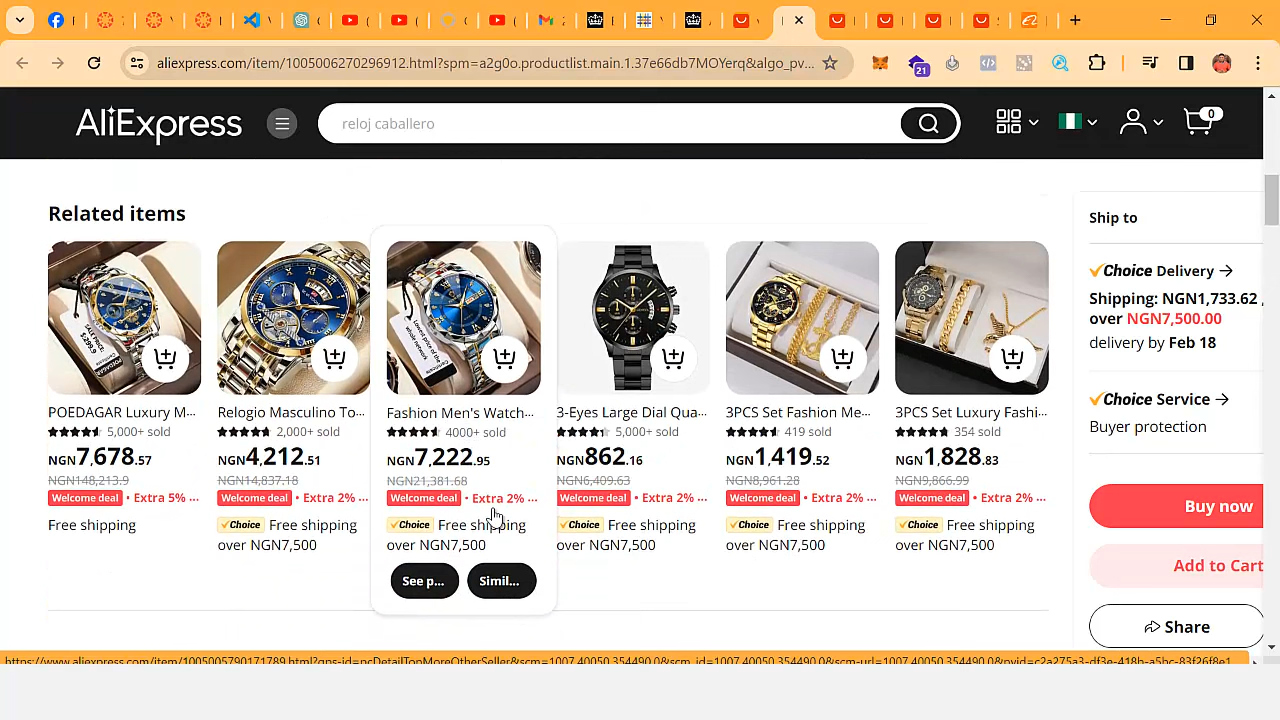 21
aliexpress.com/item/1005006270296912.html?spm=a2g0o.productlist.main.1.37e66db7MOYerq&algo_pv...
AliExpress
reloj caballero
0
Related items
POEDAGAR Luxury M...
5,000+ sold
NGN7,678.57
NGN148,213.9
Welcome deal • Extra 5% ...
Free shipping
Relogio Masculino To...
2,000+ sold
NGN4,212.51
NGN14,837.18
Welcome deal • Extra 2% ...
Choice Free shipping
over NGN7,500
Fashion Men's Watch...
4000+ sold
NGN7,222.95
NGN21,381.68
Welcome deal • Extra 2% ...
Choice Free shipping
over NGN7,500
See p...
Simil...
3-Eyes Large Dial Qua...
5,000+ sold
NGN862.16
NGN6,409.63
Welcome deal • Extra 2% ...
Choice Free shipping
over NGN7,500
3PCS Set Fashion Me...
419 sold
NGN1,419.52
NGN8,961.28
Welcome deal • Extra 2% ...
Choice Free shipping
over NGN7,500
3PCS Set Luxury Fashi...
354 sold
NGN1,828.83
NGN9,866.99
Welcome deal • Extra 2% ...
Choice Free shipping
over NGN7,500
Ship to
Choice Delivery
Shipping: NGN1,733.62
over NGN7,500.00
delivery by Feb 18
Choice Service
Buyer protection
Buy now
Add to Cart
Share